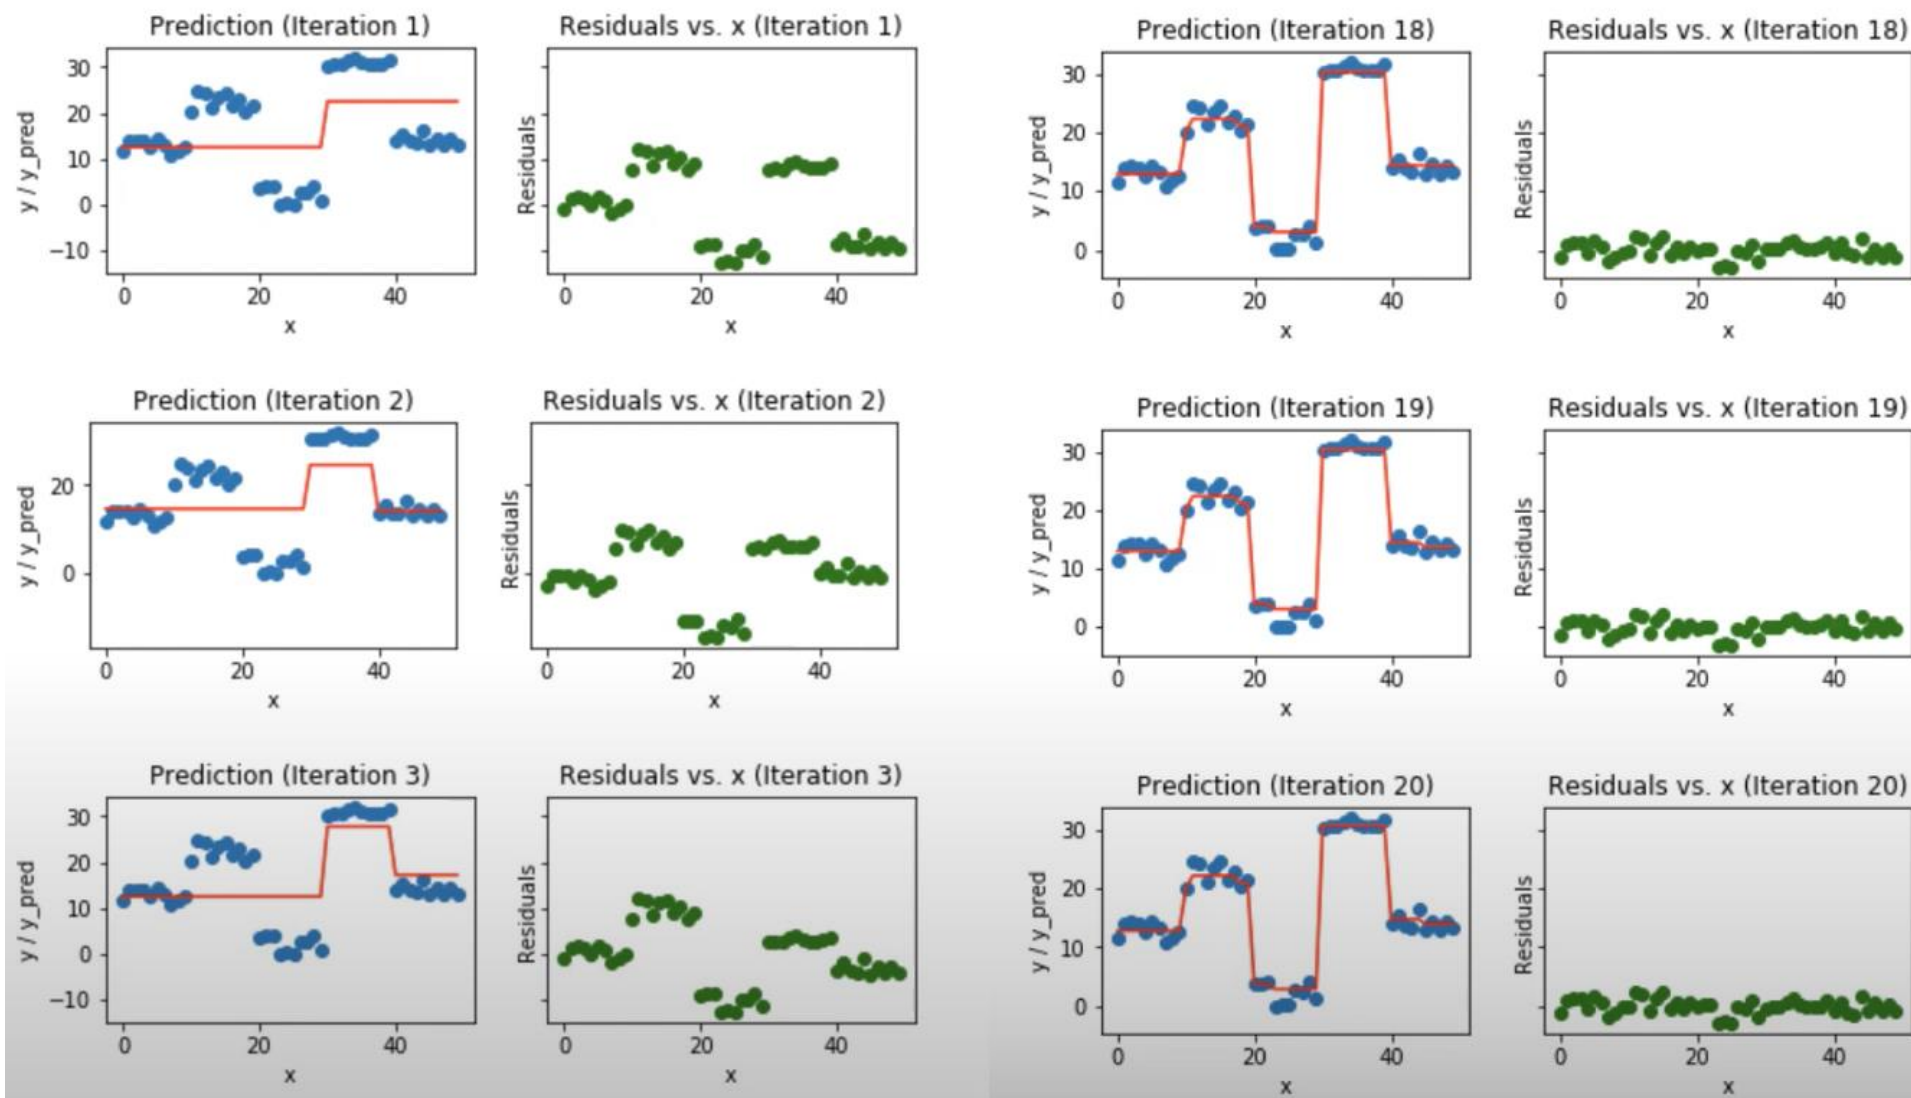 Prediction (Iteration 1)
y / y_pred
30
20
10
0
−10
0 20 40
x
Residuals vs. x (Iteration 1)
Residuals
0 20 40
x
Prediction (Iteration 18)
y / y_pred
30
20
10
0
0 20 40
x
Residuals vs. x (Iteration 18)
Residuals
0 20 40
x
Prediction (Iteration 2)
y / y_pred
20
0
0 20 40
x
Residuals vs. x (Iteration 2)
Residuals
0 20 40
x
Prediction (Iteration 19)
y / y_pred
30
20
10
0
0 20 40
x
Residuals vs. x (Iteration 19)
Residuals
0 20 40
x
Prediction (Iteration 3)
y / y_pred
30
20
10
0
−10
0 20 40
x
Residuals vs. x (Iteration 3)
Residuals
0 20 40
x
Prediction (Iteration 20)
y / y_pred
30
20
10
0
0 20 40
x
Residuals vs. x (Iteration 20)
Residuals
0 20 40
x